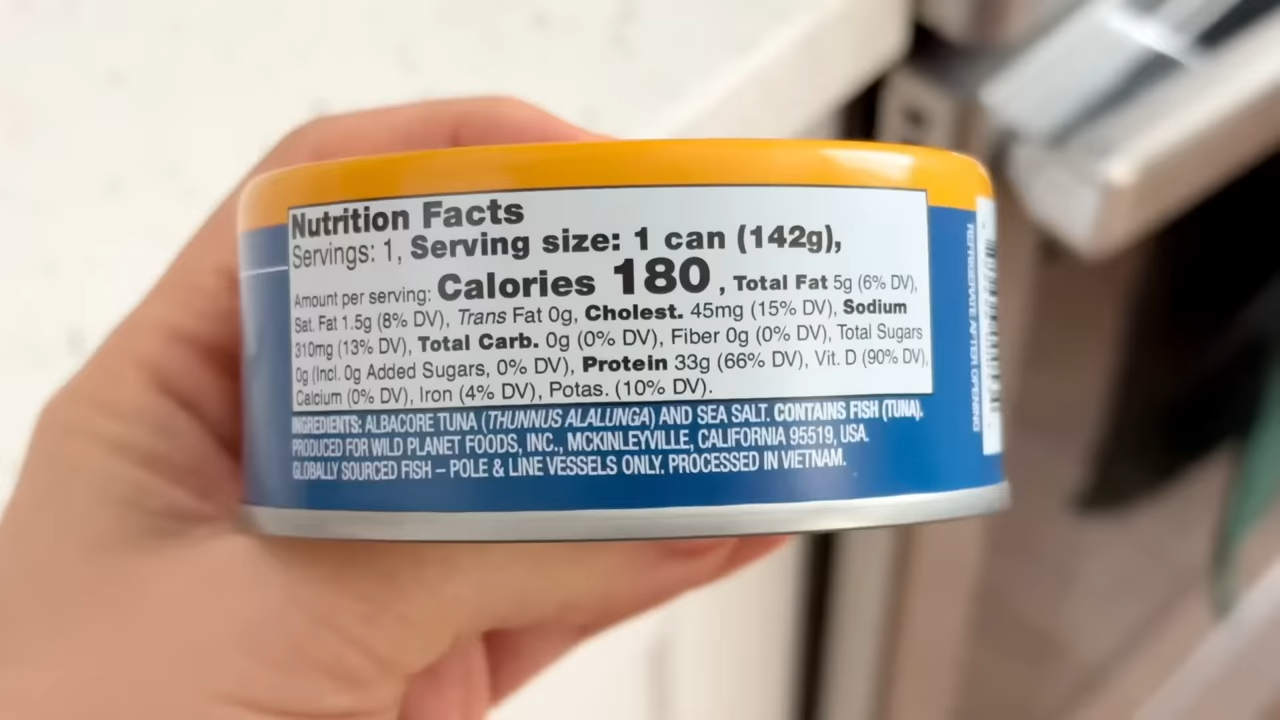 Nutrition Facts
Servings: 1, Serving size: 1 can (142g),
Amount per serving: Calories 180 , Total Fat 5g (6% DV),
Sat. Fat 1.5g (8% DV), Trans Fat 0g, Cholest. 45mg (15% DV), Sodium
310mg (13% DV), Total Carb. 0g (0% DV), Fiber 0g (0% DV), Total Sugars
0g (Incl. 0g Added Sugars, 0% DV), Protein 33g (66% DV), Vit. D (90% DV),
Calcium (0% DV), Iron (4% DV), Potas. (10% DV).
INGREDIENTS: ALBACORE TUNA (THUNNUS ALALUNGA) AND SEA SALT. CONTAINS FISH (TUNA).
PRODUCED FOR WILD PLANET FOODS, INC., MCKINLEYVILLE, CALIFORNIA 95519, USA.
GLOBALLY SOURCED FISH – POLE & LINE VESSELS ONLY. PROCESSED IN VIETNAM.
REFRIGERATE AFTER OPENING